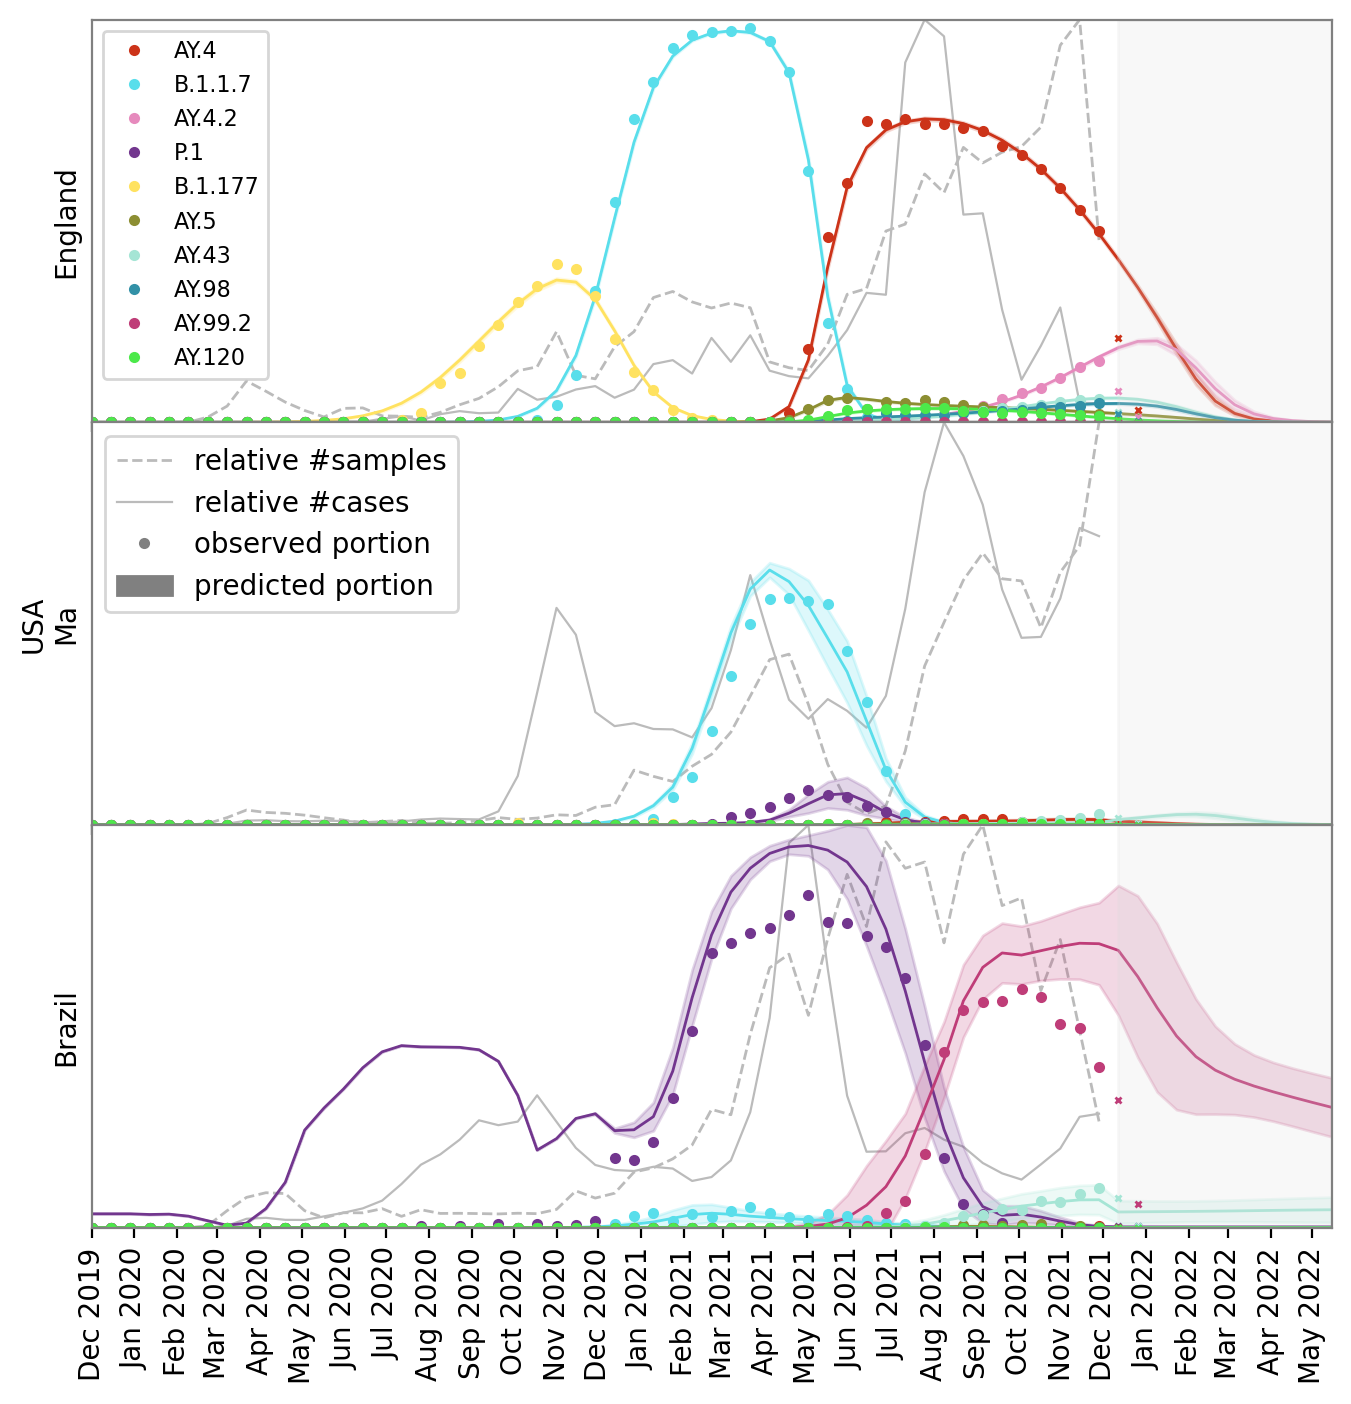 AY.4
B.1.1.7
AY.4.2
P.1
B.1.177
AY.5
AY.43
AY.98
AY.99.2
AY.120
England
relative #samples
relative #cases
observed portion
predicted portion
USA
Ma
Brazil
Dec 2019
Jan 2020
Feb 2020
Mar 2020
Apr 2020
May 2020
Jun 2020
Jul 2020
Aug 2020
Sep 2020
Oct 2020
Nov 2020
Dec 2020
Jan 2021
Feb 2021
Mar 2021
Apr 2021
May 2021
Jun 2021
Jul 2021
Aug 2021
Sep 2021
Oct 2021
Nov 2021
Dec 2021
Jan 2022
Feb 2022
Mar 2022
Apr 2022
May 2022